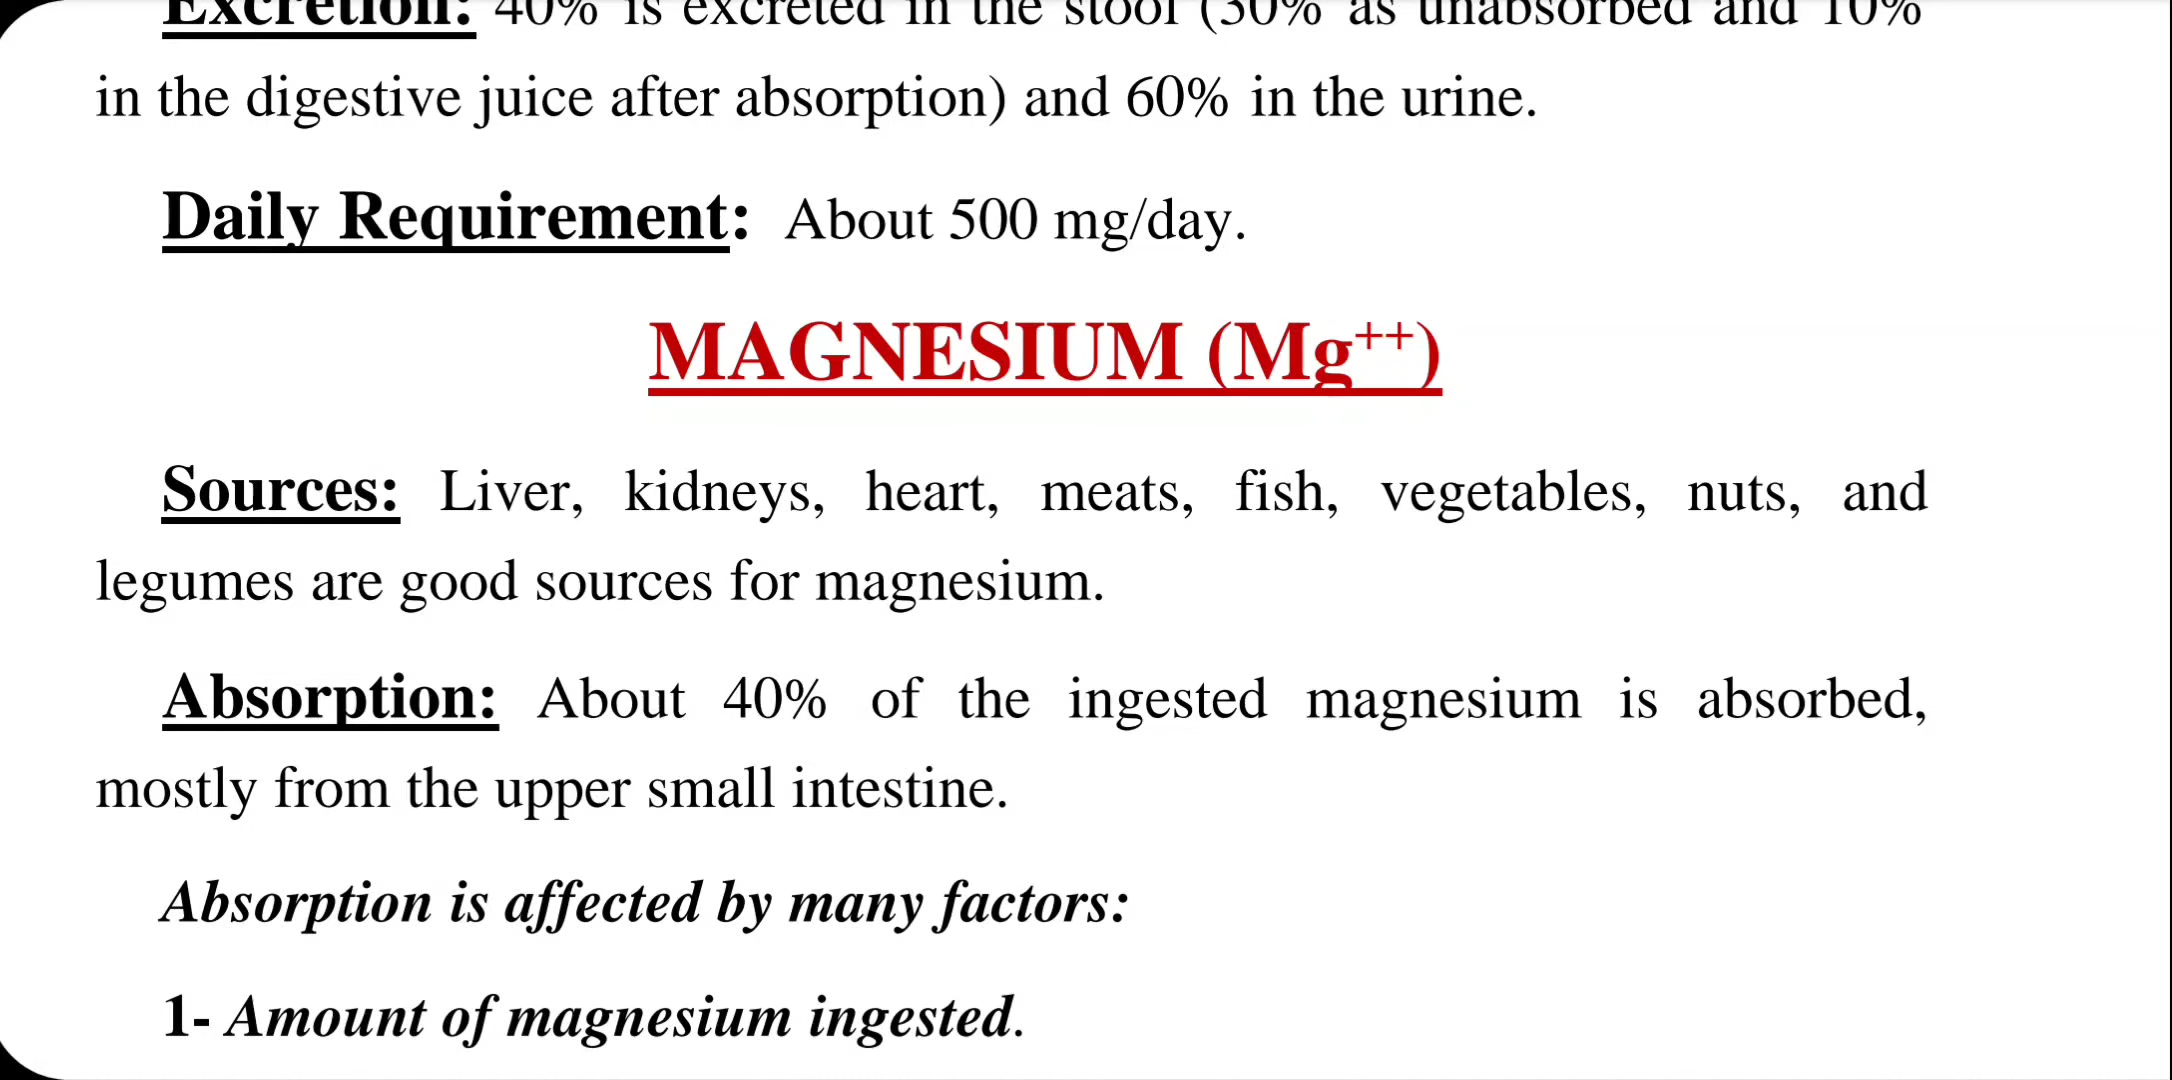 Excretion: 40% is excreted in the stool (30% as unabsorbed and 10%
in the digestive juice after absorption) and 60% in the urine.
Daily Requirement: About 500 mg/day.
MAGNESIUM (Mg⁺⁺)
Sources: Liver, kidneys, heart, meats, fish, vegetables, nuts, and
legumes are good sources for magnesium.
Absorption: About 40% of the ingested magnesium is absorbed,
mostly from the upper small intestine.
Absorption is affected by many factors:
1- Amount of magnesium ingested.